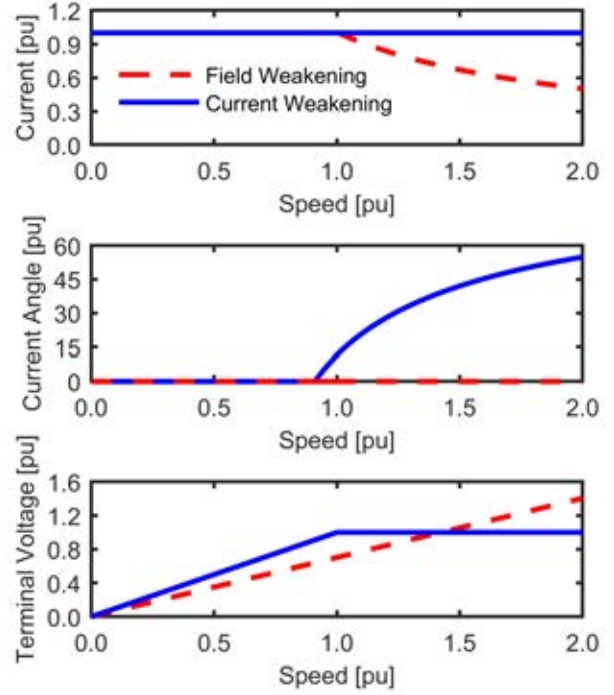 Current [pu]
1.2
0.9
0.6
0.3
0.0
Field Weakening
Current Weakening
0.0 0.5 1.0 1.5 2.0
Speed [pu]
Current Angle [pu]
60
45
30
15
0
0.0 0.5 1.0 1.5 2.0
Speed [pu]
Terminal Voltage [pu]
1.6
1.2
0.8
0.4
0.0
0.0 0.5 1.0 1.5 2.0
Speed [pu]